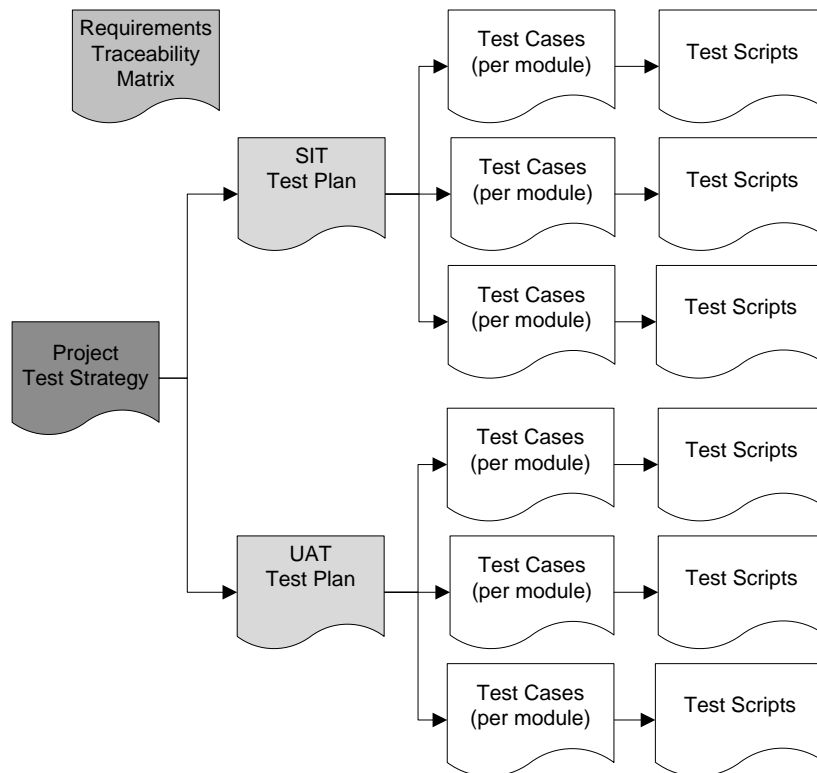 Requirements
Traceability
Matrix
Test Cases
(per module)
Test Scripts
SIT
Test Plan
Test Cases
(per module)
Test Scripts
Test Cases
(per module)
Test Scripts
Project
Test Strategy
Test Cases
(per module)
Test Scripts
UAT
Test Plan
Test Cases
(per module)
Test Scripts
Test Cases
(per module)
Test Scripts